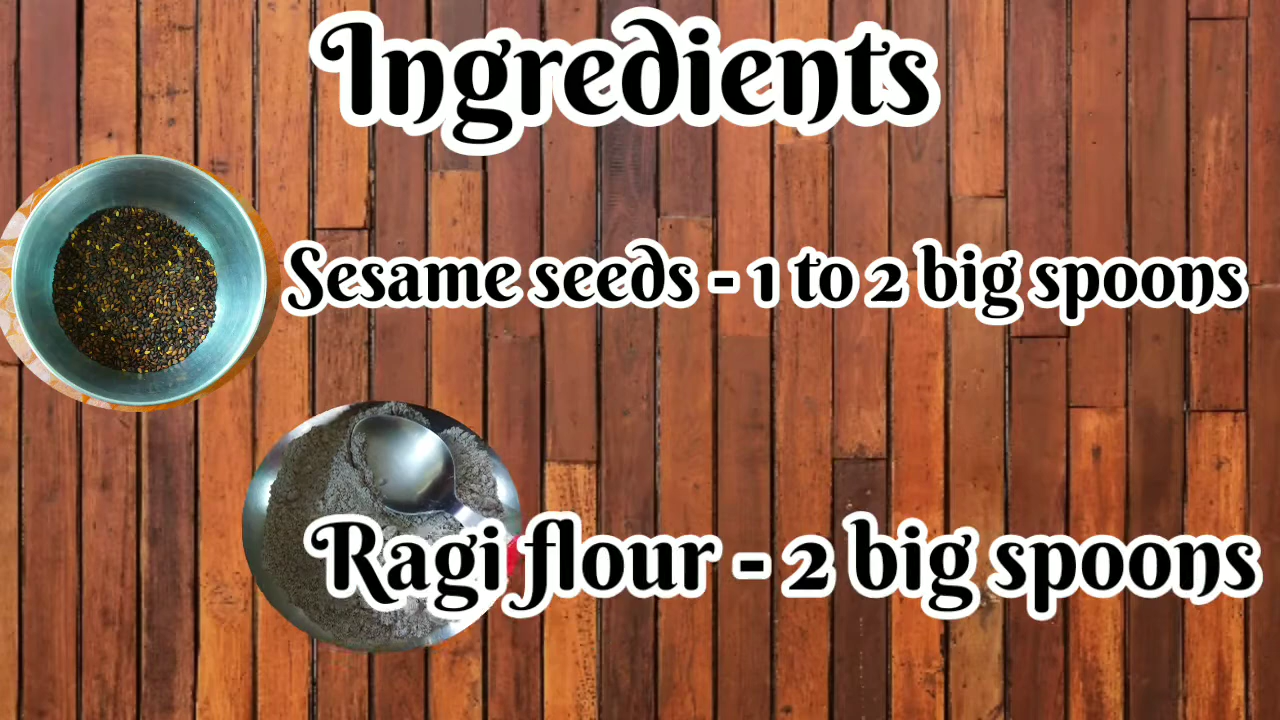 Ingredients
Sesame seeds - 1 to 2 big spoons
Ragi flour - 2 big spoons